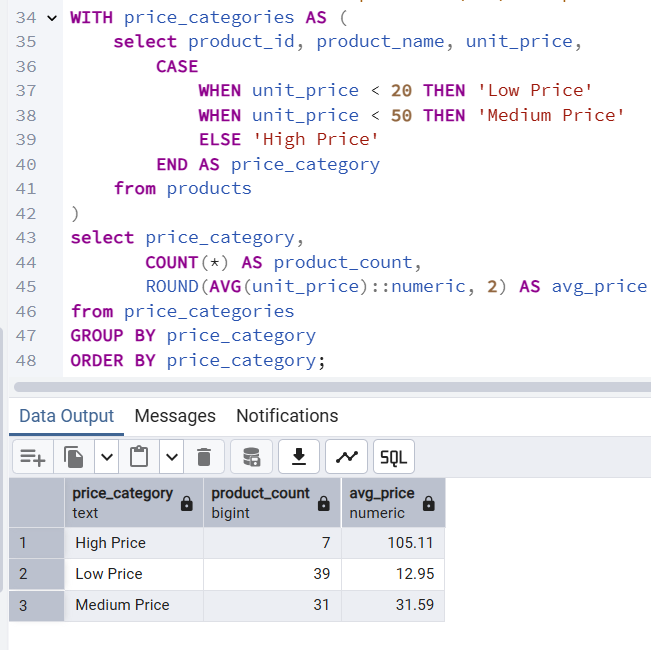 34 WITH price_categories AS (
35 select product_id, product_name, unit_price,
36 CASE
37 WHEN unit_price < 20 THEN 'Low Price'
38 WHEN unit_price < 50 THEN 'Medium Price'
39 ELSE 'High Price'
40 END AS price_category
41 from products
42 )
43 select price_category,
44 COUNT(*) AS product_count,
45 ROUND(AVG(unit_price)::numeric, 2) AS avg_price
46 from price_categories
47 GROUP BY price_category
48 ORDER BY price_category;
Data Output Messages Notifications
SQL
price_category product_count avg_price
text bigint numeric
1 High Price 7 105.11
2 Low Price 39 12.95
3 Medium Price 31 31.59